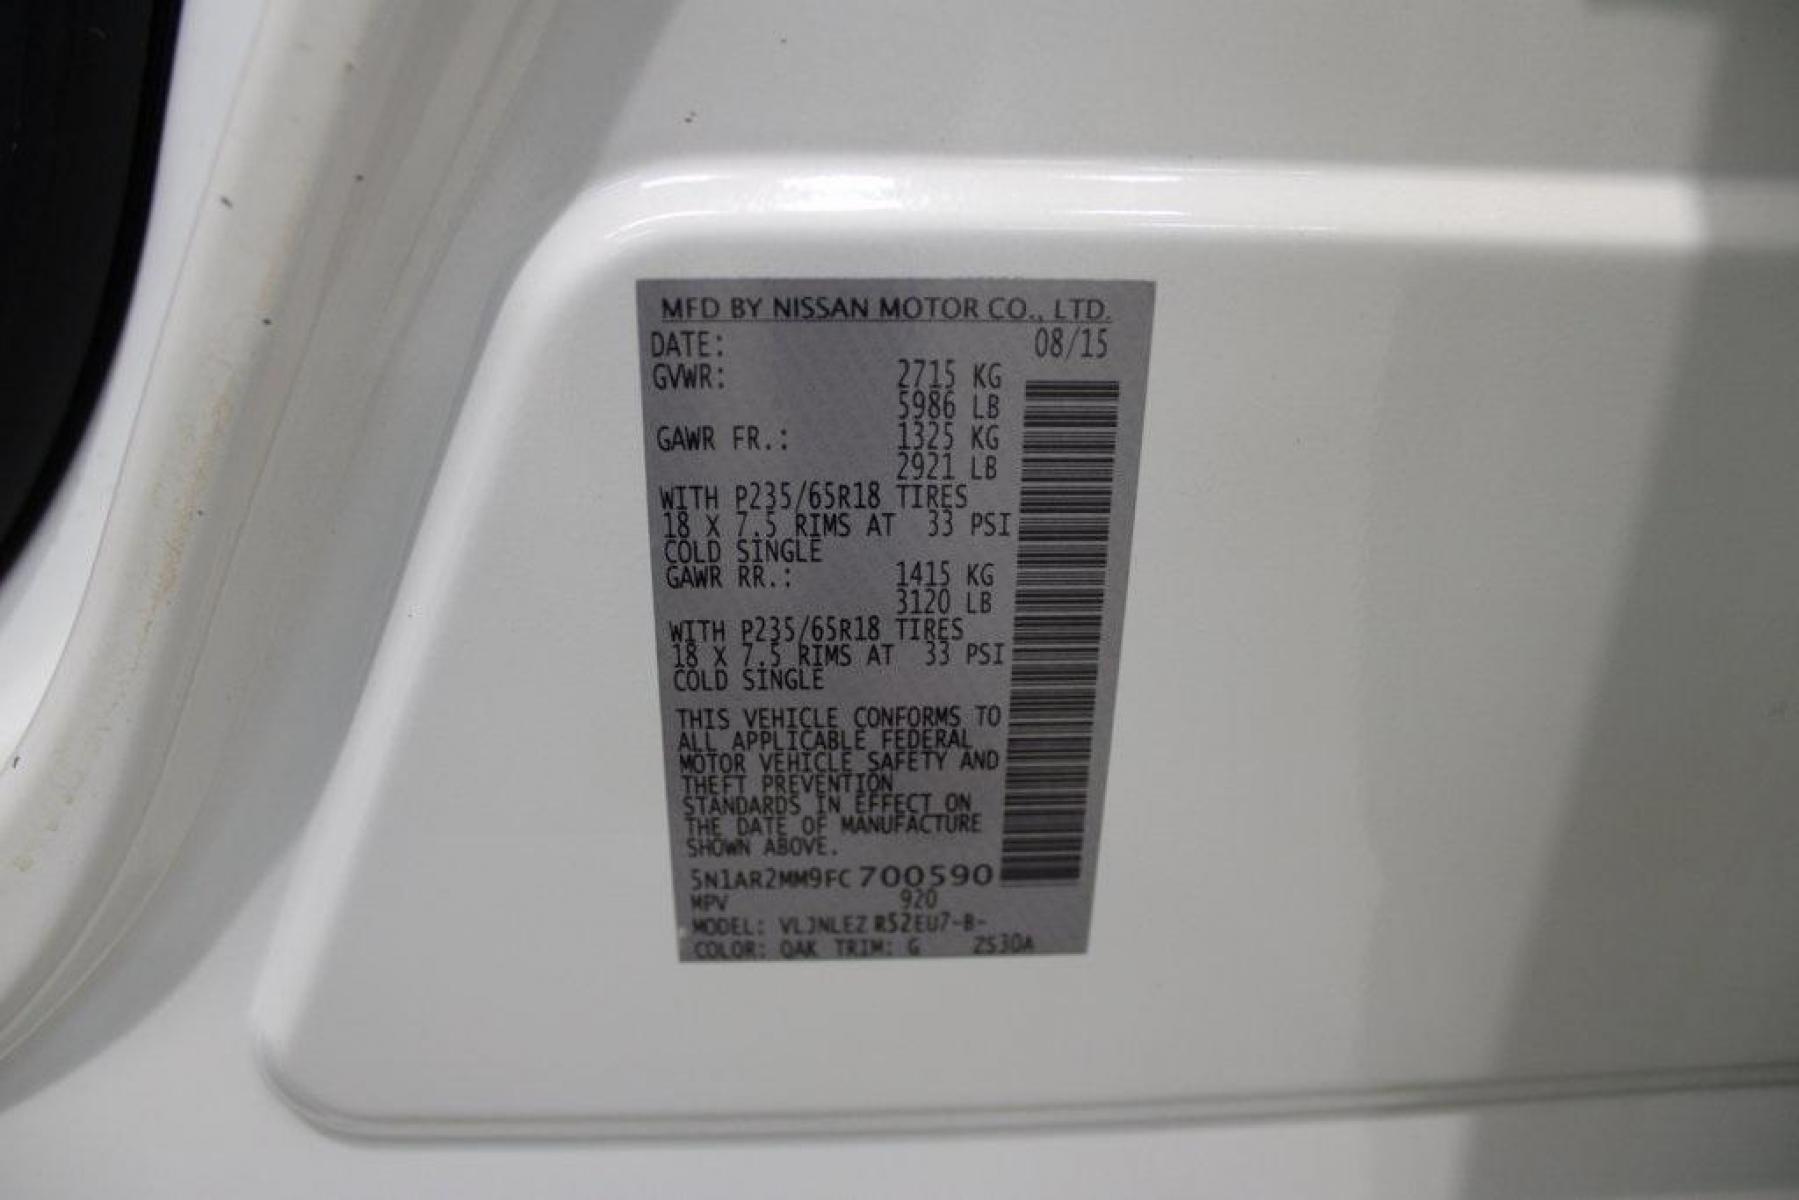 MFD BY NISSAN MOTOR CO., LTD.
DATE: 08/15
GVWR: 2715 KG
5986 LB
GAWR FR.: 1325 KG
2921 LB
WITH P235/65R18 TIRES
18 X 7.5 RIMS AT 33 PSI
COLD SINGLE
GAWR RR.: 1415 KG
3120 LB
WITH P235/65R18 TIRES
18 X 7.5 RIMS AT 33 PSI
COLD SINGLE
THIS VEHICLE CONFORMS TO
ALL APPLICABLE FEDERAL
MOTOR VEHICLE SAFETY AND
THEFT PREVENTION
STANDARDS IN EFFECT ON
THE DATE OF MANUFACTURE
SHOWN ABOVE.
5N1AR2MM9FC700590
MPV 920
MODEL: VLJNLEZ R52EU7-B-
COLOR: QAK TRIM: G 2S30A